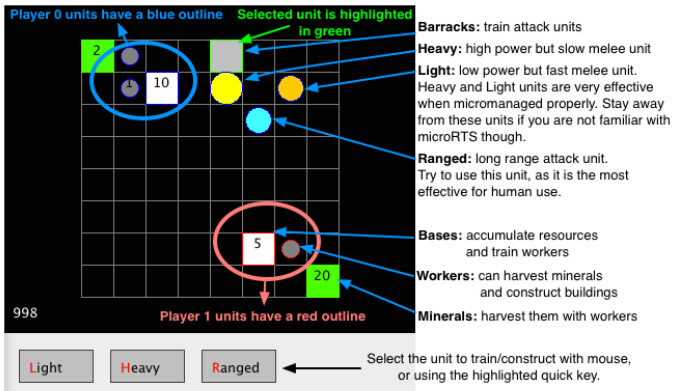 Player 0 units have a blue outline
Selected unit is highlighted
in green
2
1
10
5
20
998
Player 1 units have a red outline
Barracks: train attack units
Heavy: high power but slow melee unit
Light: low power but fast melee unit.
Heavy and Light units are very effective
when micromanaged properly. Stay away
from these units if you are not familiar with
microRTS though.
Ranged: long range attack unit.
Try to use this unit, as it is the most
effective for human use.
Bases: accumulate resources
and train workers
Workers: can harvest minerals
and construct buildings
Minerals: harvest them with workers
Light
Heavy
Ranged
Select the unit to train/construct with mouse,
or using the highlighted quick key.